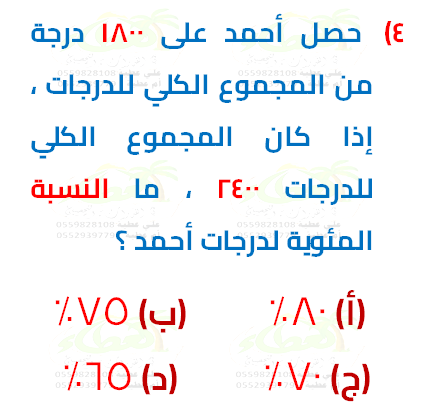 ٤) حصل أحمد على ١٨٠٠ درجة
من المجموع الكلي للدرجات ،
إذا كان المجموع الكلي
للدرجات ٢٤٠٠ ، ما النسبة
المئوية لدرجات أحمد ؟
(أ) ٨٠٪ (ب) ٧٥٪
(ج) ٧٠٪ (د) ٦٥٪